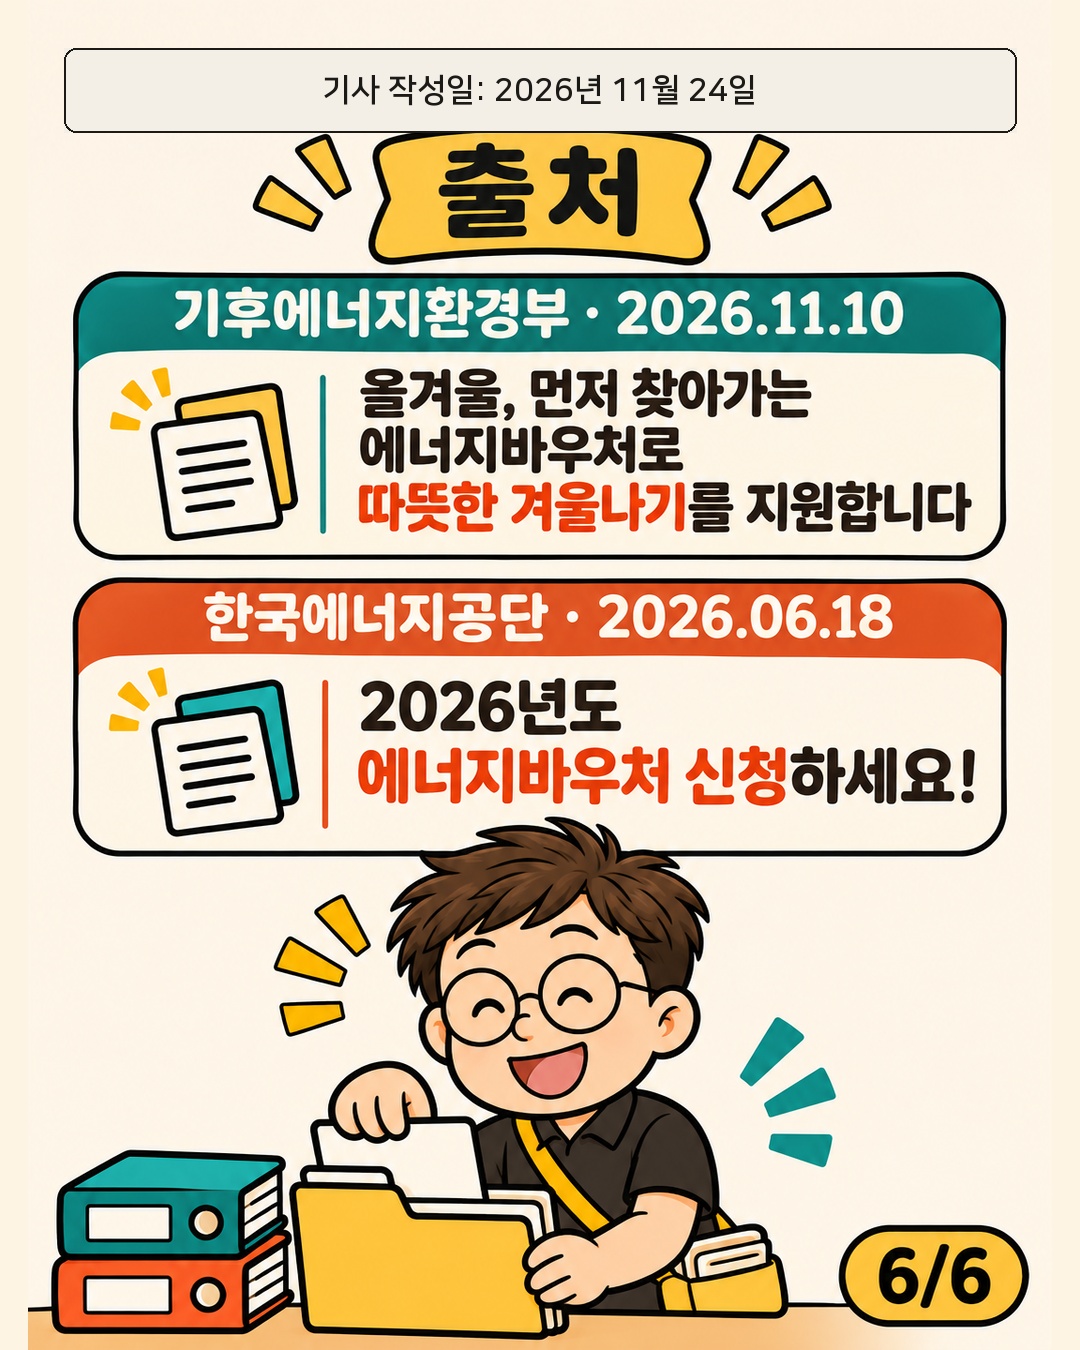 기사 작성일: 2026년 11월 24일
출처
기후에너지환경부 · 2026.11.10
올겨울, 먼저 찾아가는
에너지바우처로
따뜻한 겨울나기를 지원합니다
한국에너지공단 · 2026.06.18
2026년도
에너지바우처 신청하세요!
6/6